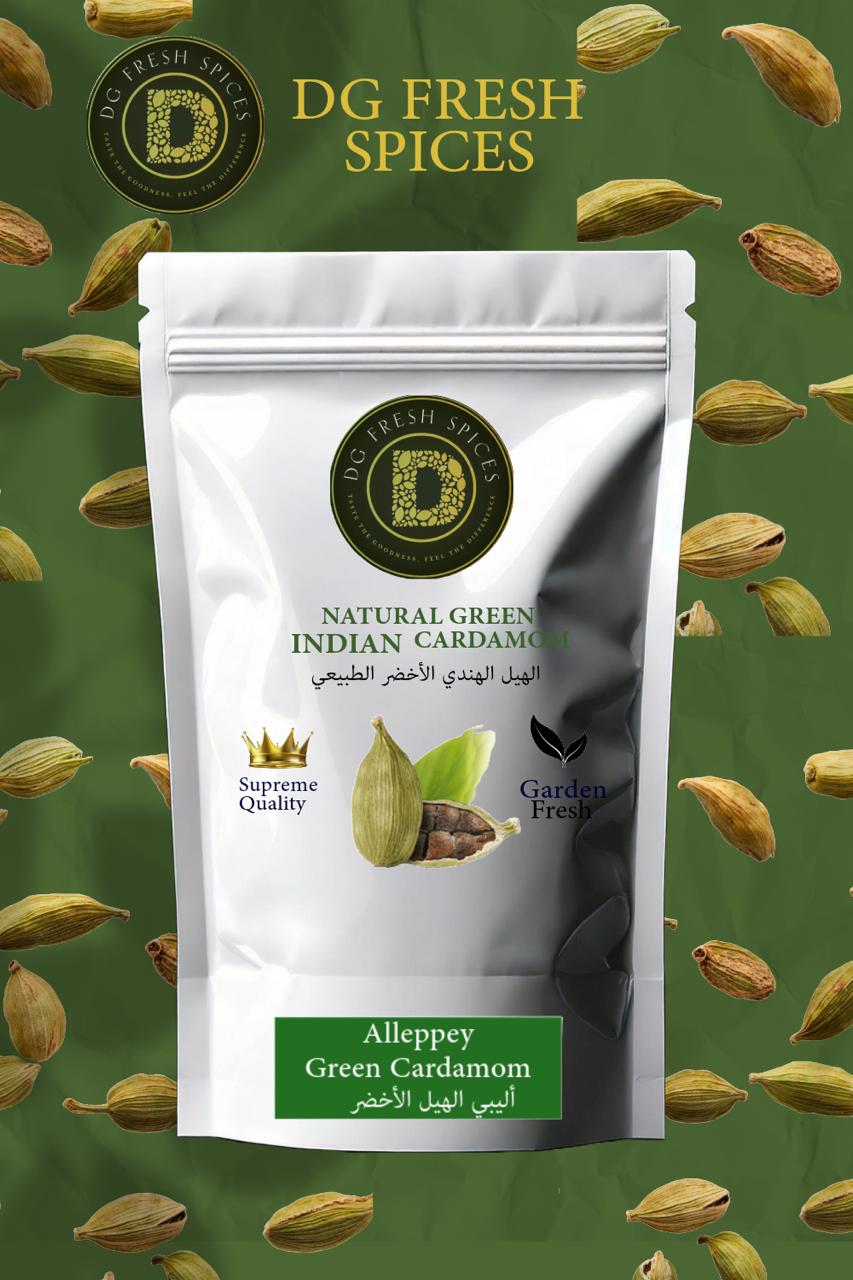 DG FRESH SPICES
TASTE THE GOODNESS, FEEL THE DIFFERENCE
DG FRESH
SPICES
DG FRESH SPICES
TASTE THE GOODNESS, FEEL THE DIFFERENCE
NATURAL GREEN
INDIAN CARDAMOM
الهيل الهندي الأخضر الطبيعي
Supreme
Quality
Garden
Fresh
Alleppey
Green Cardamom
أليبي الهيل الأخضر